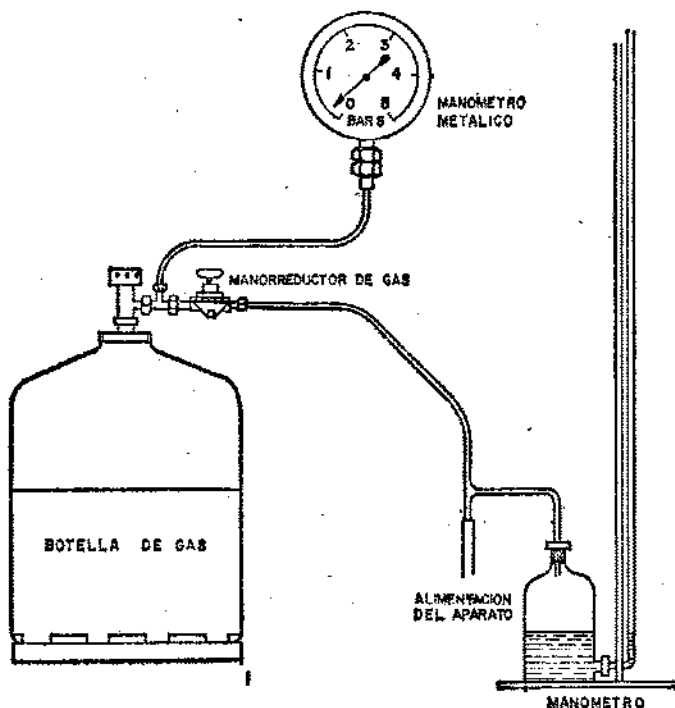 2 3
1 4
0 5
BARS
MANOMETRO
METALICO
MANORREDUCTOR DE GAS
BOTELLA DE GAS
ALIMENTACION
DEL APARATO
MANOMETRO